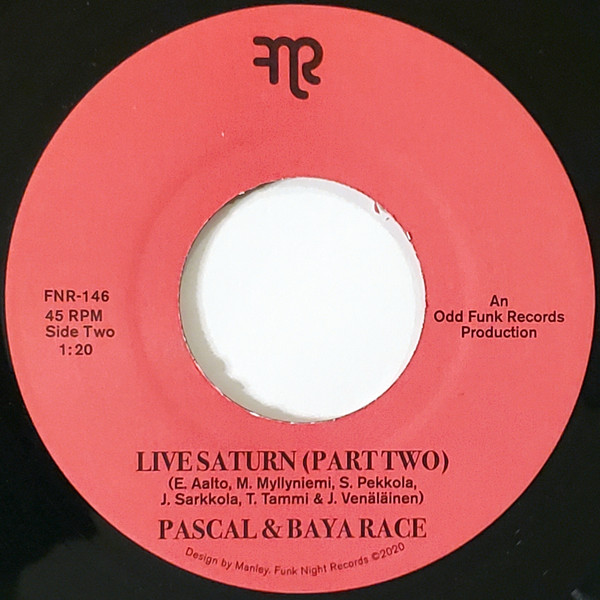 FNR
FNR-146
45 RPM
Side Two
1:20
An
Odd Funk Records
Production
LIVE SATURN (PART TWO)
(E. Aalto, M. Myllyniemi, S. Pekkola,
J. Sarkkola, T. Tammi & J. Venäläinen)
PASCAL & BAYA RACE
Design by Manley. Funk Night Records ©2020